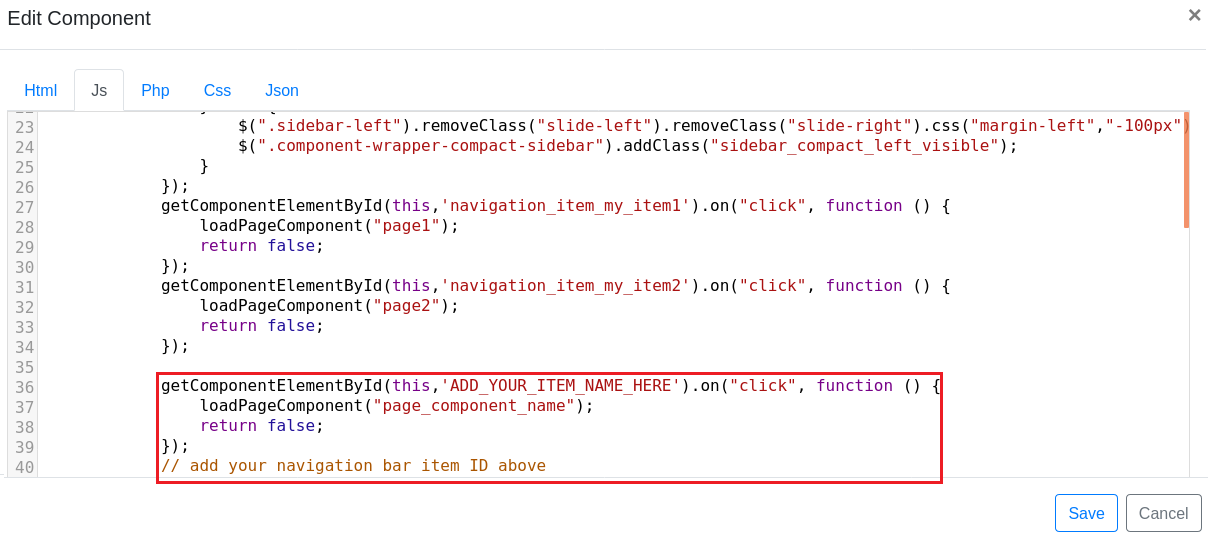 Edit Component
×
Html Js Php Css Json
23 $(".sidebar-left").removeClass("slide-left").removeClass("slide-right").css("margin-left","-100px")
24 $(".component-wrapper-compact-sidebar").addClass("sidebar_compact_left_visible");
25 }
26 });
27 getComponentElementById(this,'navigation_item_my_item1').on("click", function () {
28 loadPageComponent("page1");
29 return false;
30 });
31 getComponentElementById(this,'navigation_item_my_item2').on("click", function () {
32 loadPageComponent("page2");
33 return false;
34 });
35
36 getComponentElementById(this,'ADD_YOUR_ITEM_NAME_HERE').on("click", function () {
37 loadPageComponent("page_component_name");
38 return false;
39 });
40 // add your navigation bar item ID above
Save Cancel